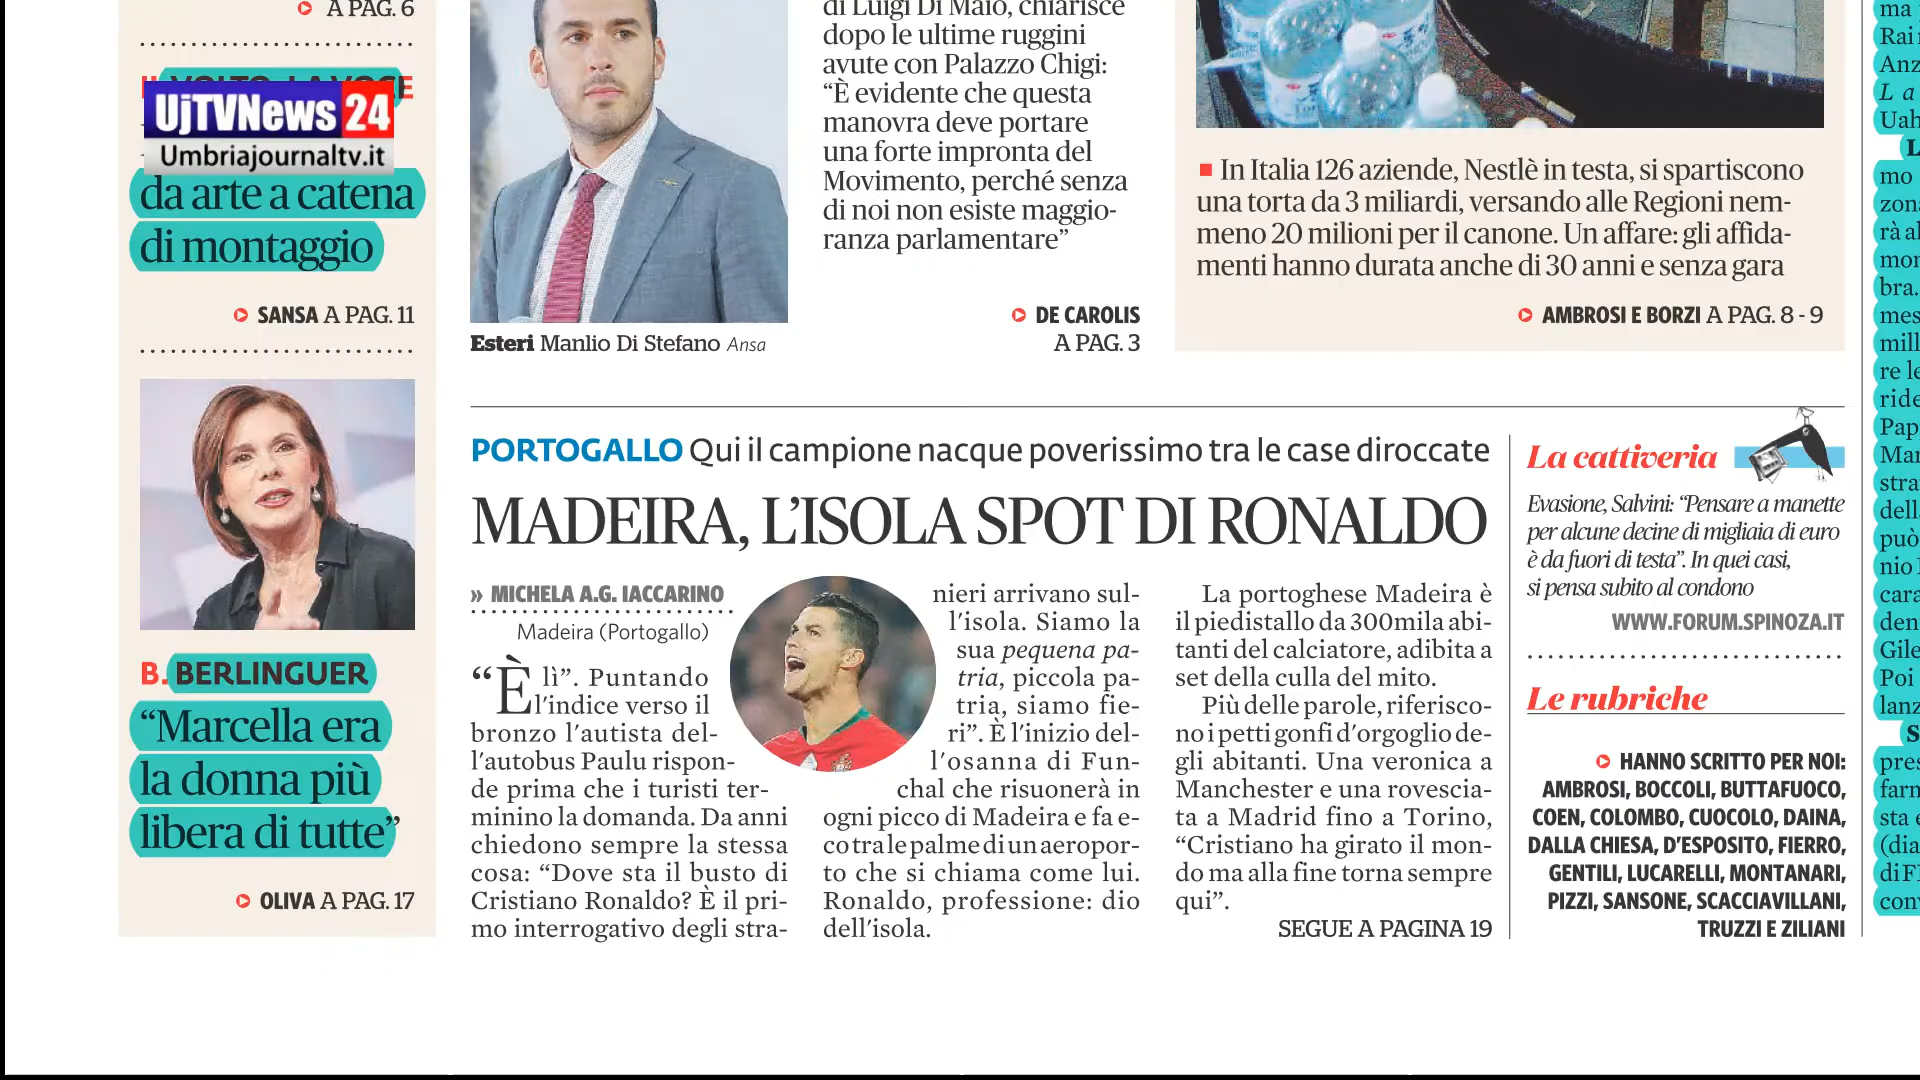 A PAG. 6
UjTVNews 24
Umbriajournaltv.it
da arte a catena
di montaggio
SANSA A PAG. 11
B. BERLINGUER
“Marcella era
la donna più
libera di tutte”
OLIVA A PAG. 17
Esteri Manlio Di Stefano Ansa
di Luigi Di Maio, chiarisce
dopo le ultime ruggini
avute con Palazzo Chigi:
“È evidente che questa
manovra deve portare
una forte impronta del
Movimento, perché senza
di noi non esiste maggio-
ranza parlamentare”
DE CAROLIS
A PAG. 3
In Italia 126 aziende, Nestlè in testa, si spartiscono
una torta da 3 miliardi, versando alle Regioni nem-
meno 20 milioni per il canone. Un affare: gli affida-
menti hanno durata anche di 30 anni e senza gara
AMBROSI E BORZI A PAG. 8 - 9
PORTOGALLO Qui il campione nacque poverissimo tra le case diroccate
MADEIRA, L’ISOLA SPOT DI RONALDO
» MICHELA A.G. IACCARINO
Madeira (Portogallo)
“È lì”. Puntando
l’indice verso il
bronzo l’autista del-
l’autobus Paulu rispon-
de prima che i turisti ter-
minino la domanda. Da anni
chiedono sempre la stessa
cosa: “Dove sta il busto di
Cristiano Ronaldo? È il pri-
mo interrogativo degli stra-
nieri arrivano sul-
l’isola. Siamo la
sua pequena pa-
tria, piccola pa-
tria, siamo fie-
ri”. È l’inizio del-
l’osanna di Fun-
chal che risuonerà in
ogni picco di Madeira e fa e-
co tra le palme di un aeropor-
to che si chiama come lui.
Ronaldo, professione: dio
dell’isola.
La portoghese Madeira è
il piedistallo da 300mila abi-
tanti del calciatore, adibita a
set della culla del mito.
Più delle parole, riferisco-
no i petti gonfi d’orgoglio de-
gli abitanti. Una veronica a
Manchester e una rovescia-
ta a Madrid fino a Torino,
“Cristiano ha girato il mon-
do ma alla fine torna sempre
qui”.
SEGUE A PAGINA 19
La cattiveria
Evasione, Salvini: “Pensare a manette
per alcune decine di migliaia di euro
è da fuori di testa”. In quei casi,
si pensa subito al condono
WWW.FORUM.SPINOZA.IT
Le rubriche
HANNO SCRITTO PER NOI:
AMBROSI, BOCCOLI, BUTTAFUOCO,
COEN, COLOMBO, CUOCOLO, DAINA,
DALLA CHIESA, D’ESPOSITO, FIERRO,
GENTILI, LUCARELLI, MONTANARI,
PIZZI, SANSONE, SCACCIAVILLANI,
TRUZZI E ZILIANI